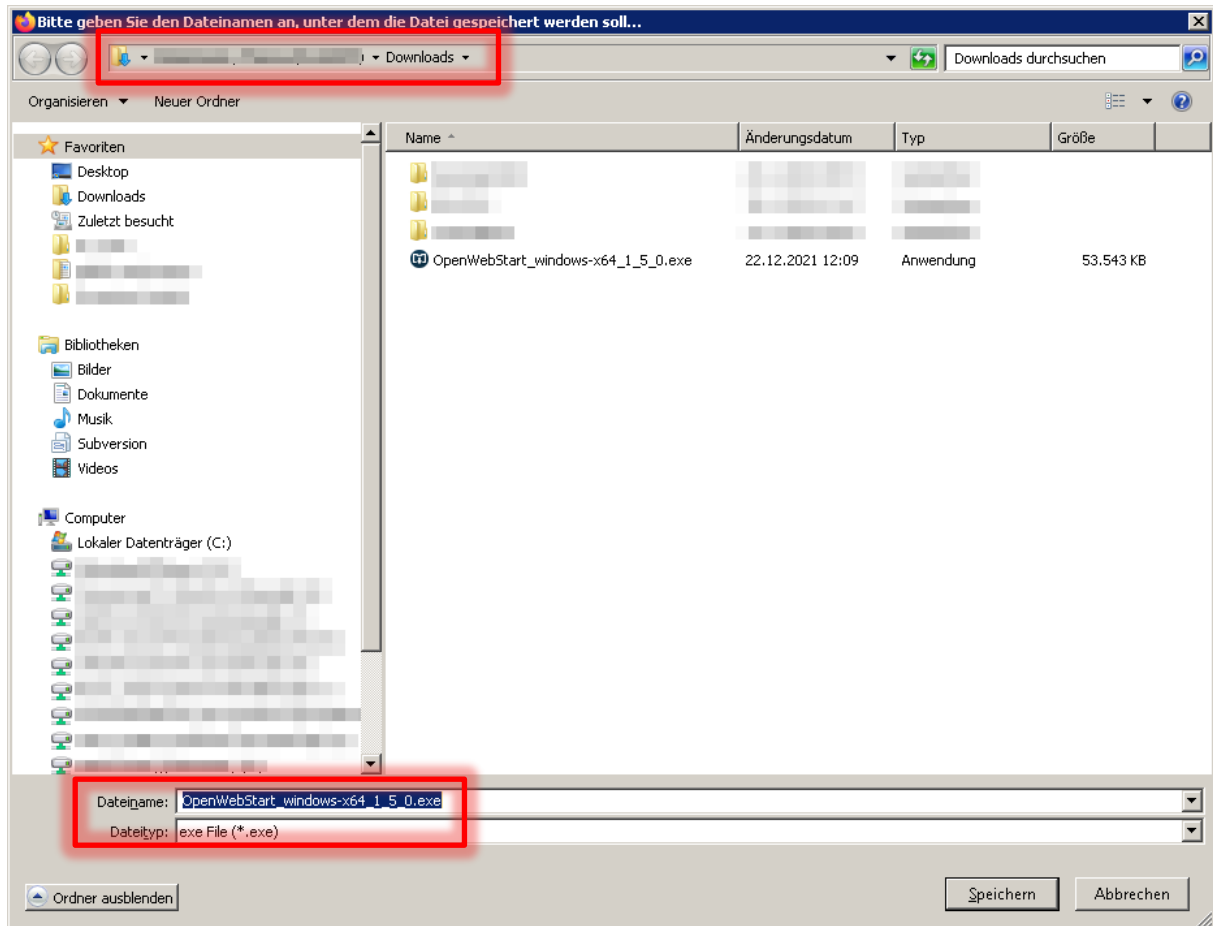 Bitte geben Sie den Dateinamen an, unter dem die Datei gespeichert werden soll...
Downloads
Downloads durchsuchen
Organisieren Neuer Ordner
Name Änderungsdatum Typ Größe
Favoriten
Desktop
Downloads
Zuletzt besucht
OpenWebStart_windows-x64_1_5_0.exe 22.12.2021 12:09 Anwendung 53.543 KB
Bibliotheken
Bilder
Dokumente
Musik
Subversion
Videos
Computer
Lokaler Datenträger (C:)
Dateiname: OpenWebStart_windows-x64_1_5_0.exe
Dateityp: exe File (*.exe)
Ordner ausblenden Speichern Abbrechen